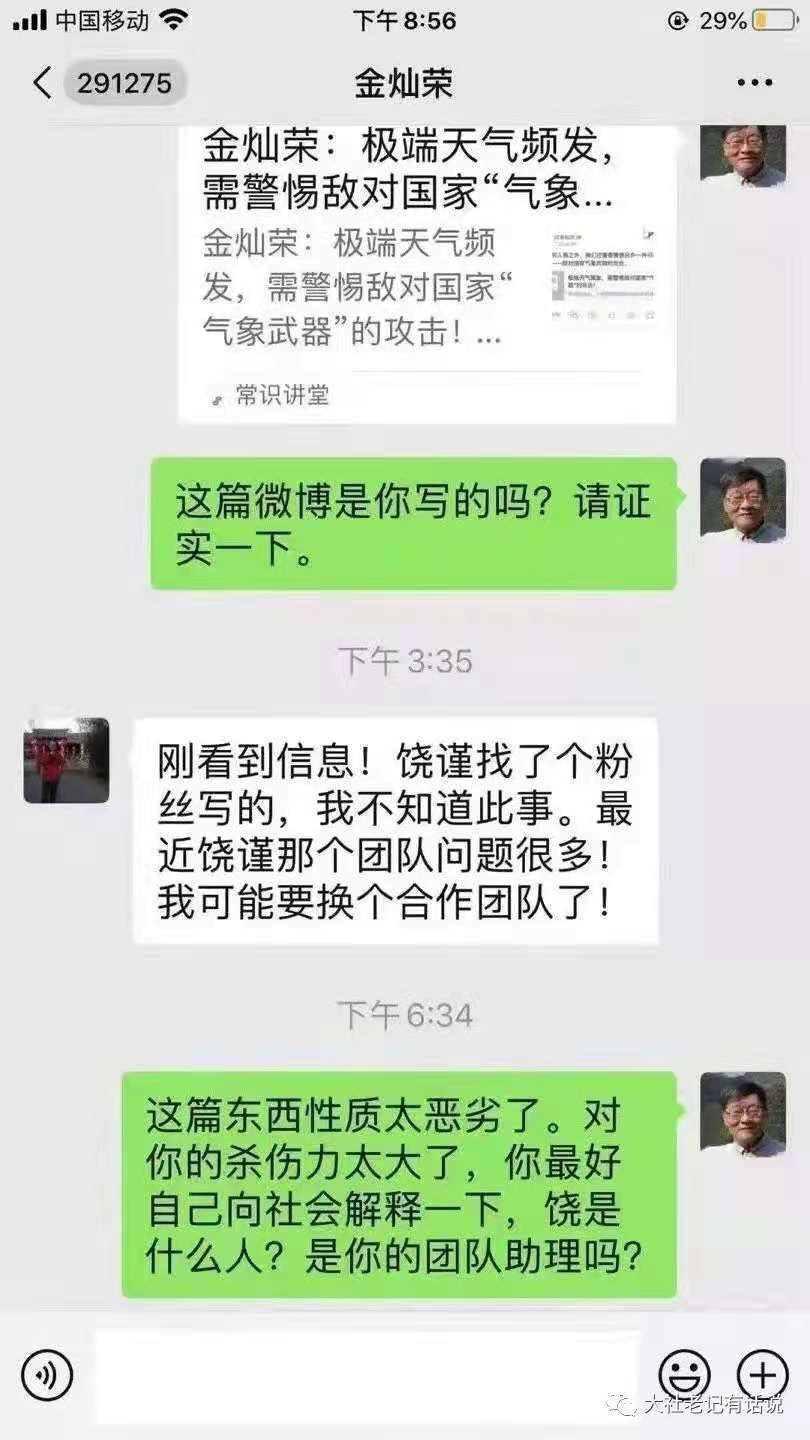 中国移动
下午 8:56
29%
291275
金灿荣
金灿荣：极端天气频发，
需警惕敌对国家“气象...
金灿荣：极端天气频
发，需警惕敌对国家“
气象武器”的攻击！...
常识讲堂
这篇微博是你写的吗？请证
实一下。
下午 3:35
刚看到信息！饶谨找了个粉
丝写的，我不知道此事。最
近饶谨那个团队问题很多！
我可能要换个合作团队了！
下午 6:34
这篇东西性质太恶劣了。对
你的杀伤力太大了，你最好
自己向社会解释一下，饶是
什么人？是你的团队助理吗？
大社老记有话说